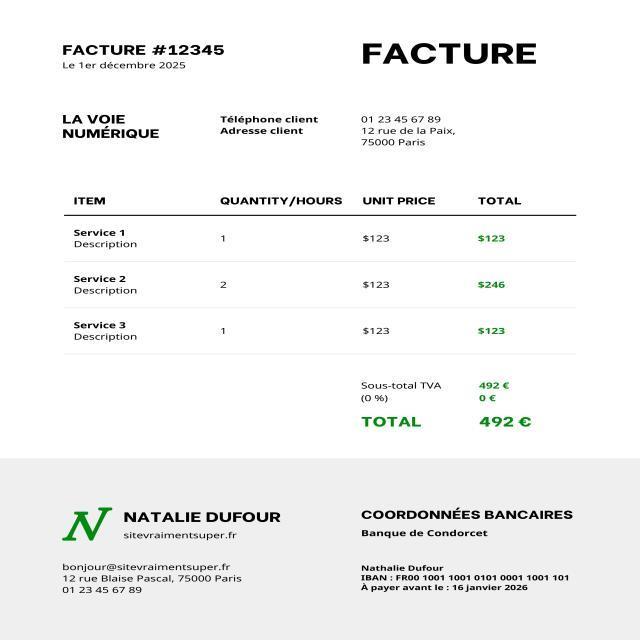 FACTURE #12345
Le 1er décembre 2025
FACTURE
LA VOIE
NUMÉRIQUE
Téléphone client
Adresse client
01 23 45 67 89
12 rue de la Paix,
75000 Paris
ITEM QUANTITY/HOURS UNIT PRICE TOTAL
Service 1
Description
1 $123 $123
Service 2
Description
2 $123 $246
Service 3
Description
1 $123 $123
Sous-total TVA 492 €
(0 %) 0 €
TOTAL 492 €
N
NATALIE DUFOUR
sitevraimentsuper.fr
bonjour@sitevraimentsuper.fr
12 rue Blaise Pascal, 75000 Paris
01 23 45 67 89
COORDONNÉES BANCAIRES
Banque de Condorcet
Nathalie Dufour
IBAN : FR00 1001 1001 0101 0001 1001 101
À payer avant le : 16 janvier 2026